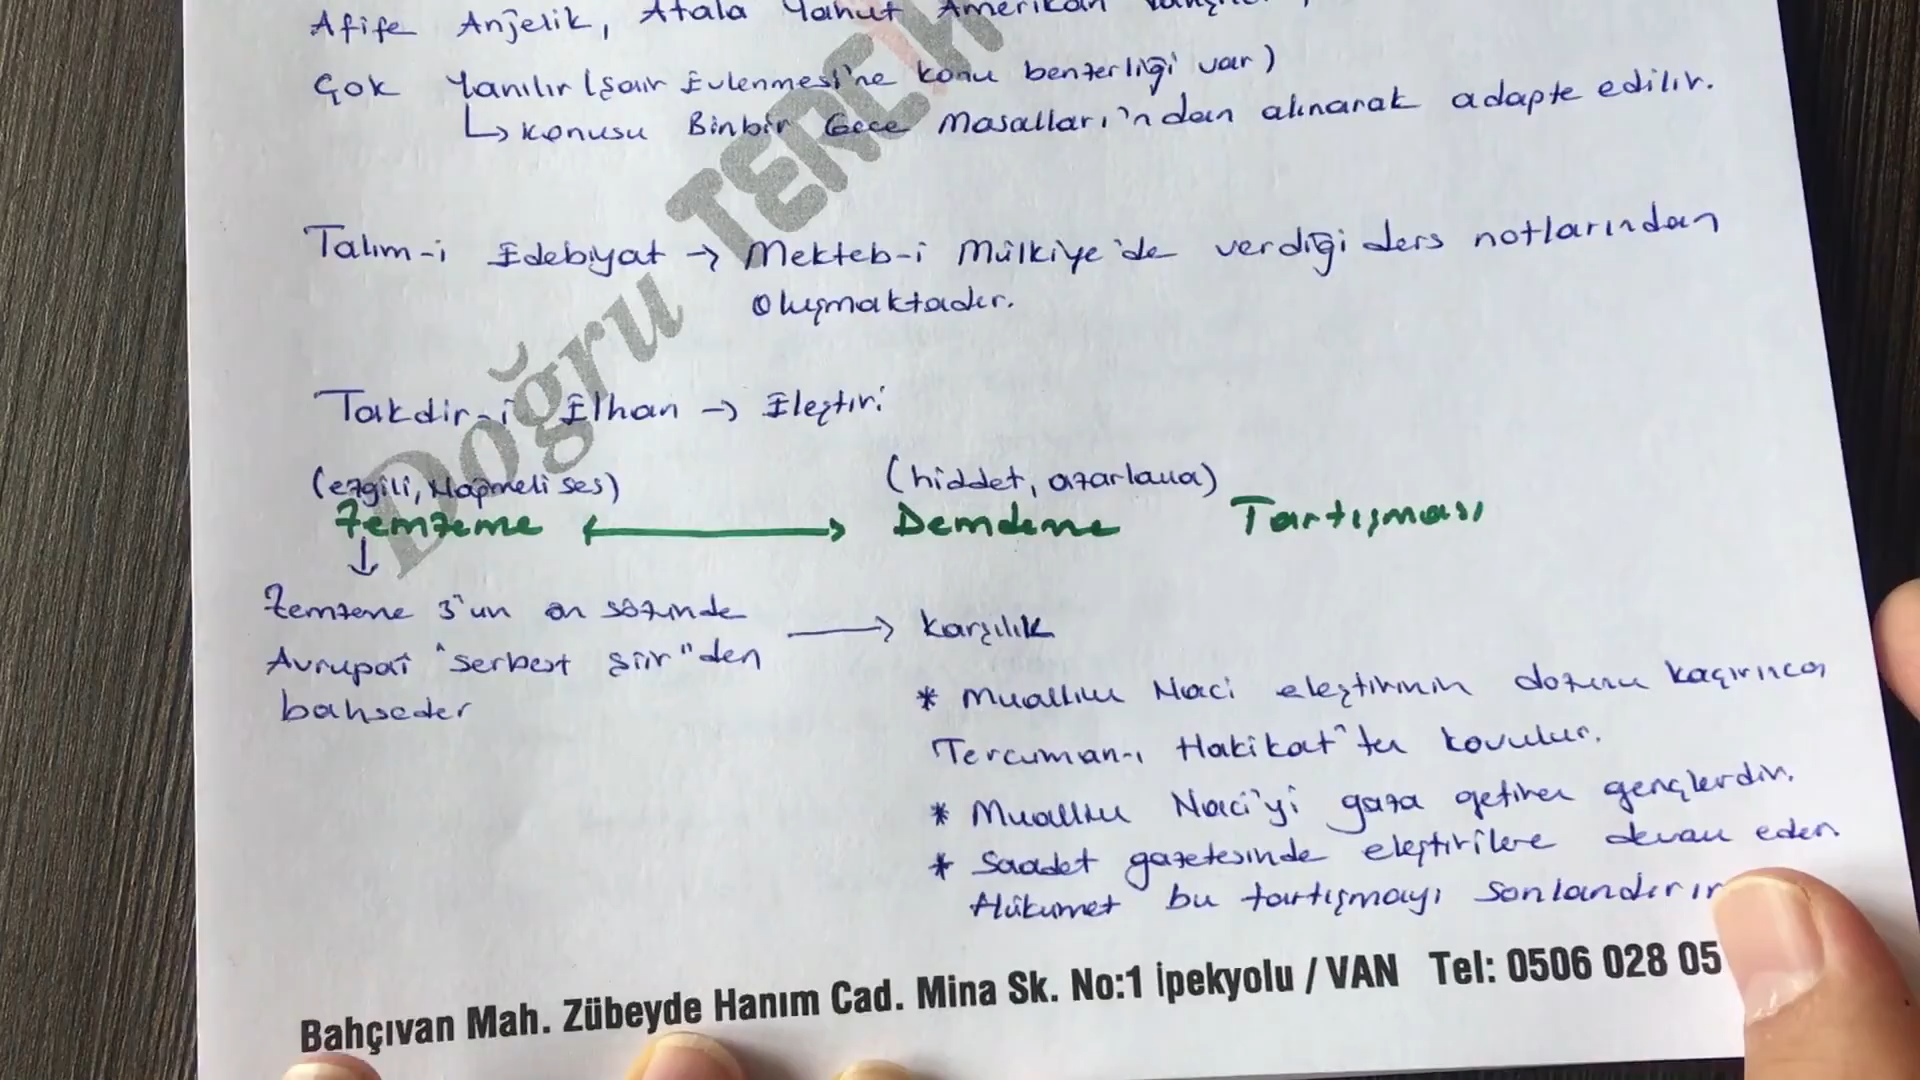 Afife Anjelik, Atala Yahut Amerikan
Çok Yanılır (Şair Evlenmesi'ne konu benzerliği var)
↳ konusu Binbir Gece Masalları'ndan alınarak adapte edilir.
Talim-i Edebiyat → Mekteb-i Mülkiye'de verdiği ders notlarından
oluşmaktadır.
Takdir-i Elhan → Eleştiri
(ezgili, nağmeli ses) (hiddet, azarlama)
Zemzeme ↔ Demdeme Tartışması
↓
Zemzeme 3"ün ön sözünde
Avrupai "serbest şiir"den
bahseder
→ karşılık
* Muallim Naci eleştirinin dozunu kaçırınca,
Tercuman-ı Hakikat'ten kovulur.
* Muallim Naci'yi gaza getiren gençlerdir.
* Saadet gazetesinde eleştirilere devam eden
Hükumet bu tartışmayı sonlandırır
Doğru TERCİH
Bahçıvan Mah. Zübeyde Hanım Cad. Mina Sk. No:1 İpekyolu / VAN Tel: 0506 028 05